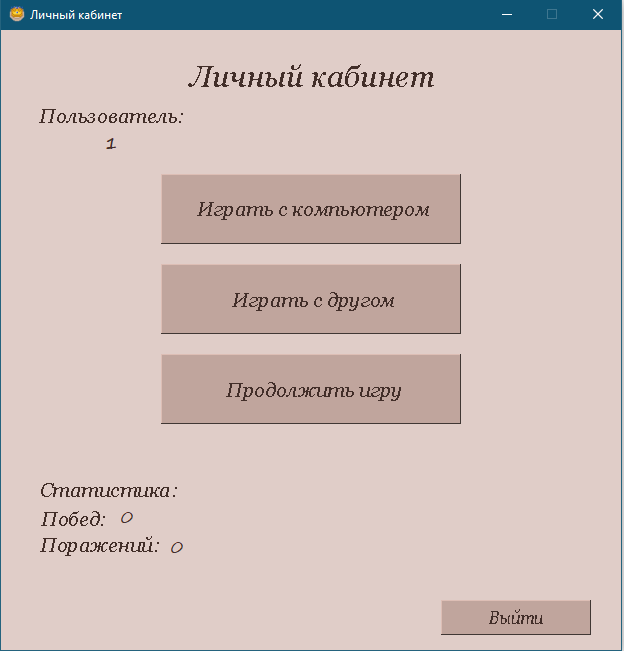 Личный кабинет
Личный кабинет
Пользователь:
1
Играть с компьютером
Играть с другом
Продолжить игру
Статистика:
Побед: 0
Поражений: 0
Выйти